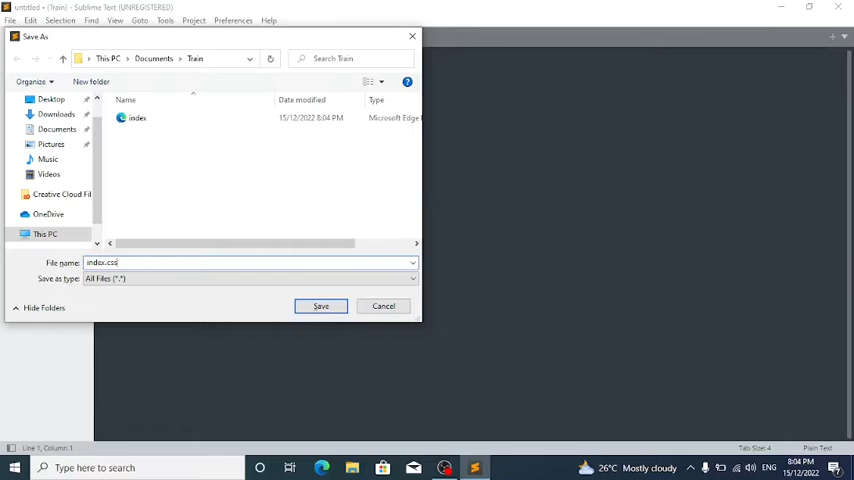 untitled • (Train) - Sublime Text (UNREGISTERED)
File Edit Selection Find View Goto Tools Project Preferences Help
Save As
This PC > Documents > Train
Search Train
Organize
New folder
Name
Date modified
Type
Desktop
Downloads
Documents
Pictures
Music
Videos
Creative Cloud Fil
OneDrive
This PC
index
15/12/2022 8:04 PM
Microsoft Edge
File name:
index.css
Save as type:
All Files (*.*)
Hide Folders
Save
Cancel
Line 1, Column 1
Tab Size: 4
Plain Text
Type here to search
26°C Mostly cloudy
ENG
8:04 PM
15/12/2022
7